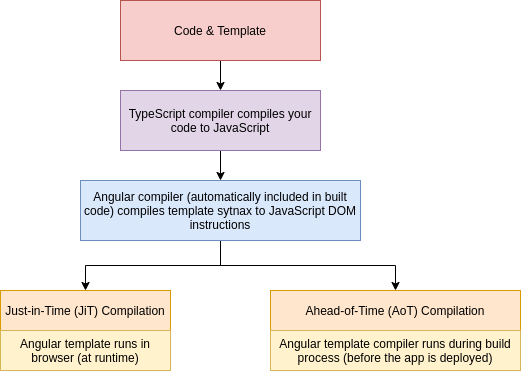 Code & Template
TypeScript compiler compiles your
code to JavaScript
Angular compiler (automatically included in built
code) compiles template sytnax to JavaScript DOM
instructions
Just-in-Time (JiT) Compilation
Angular template runs in
browser (at runtime)
Ahead-of-Time (AoT) Compilation
Angular template compiler runs during build
process (before the app is deployed)